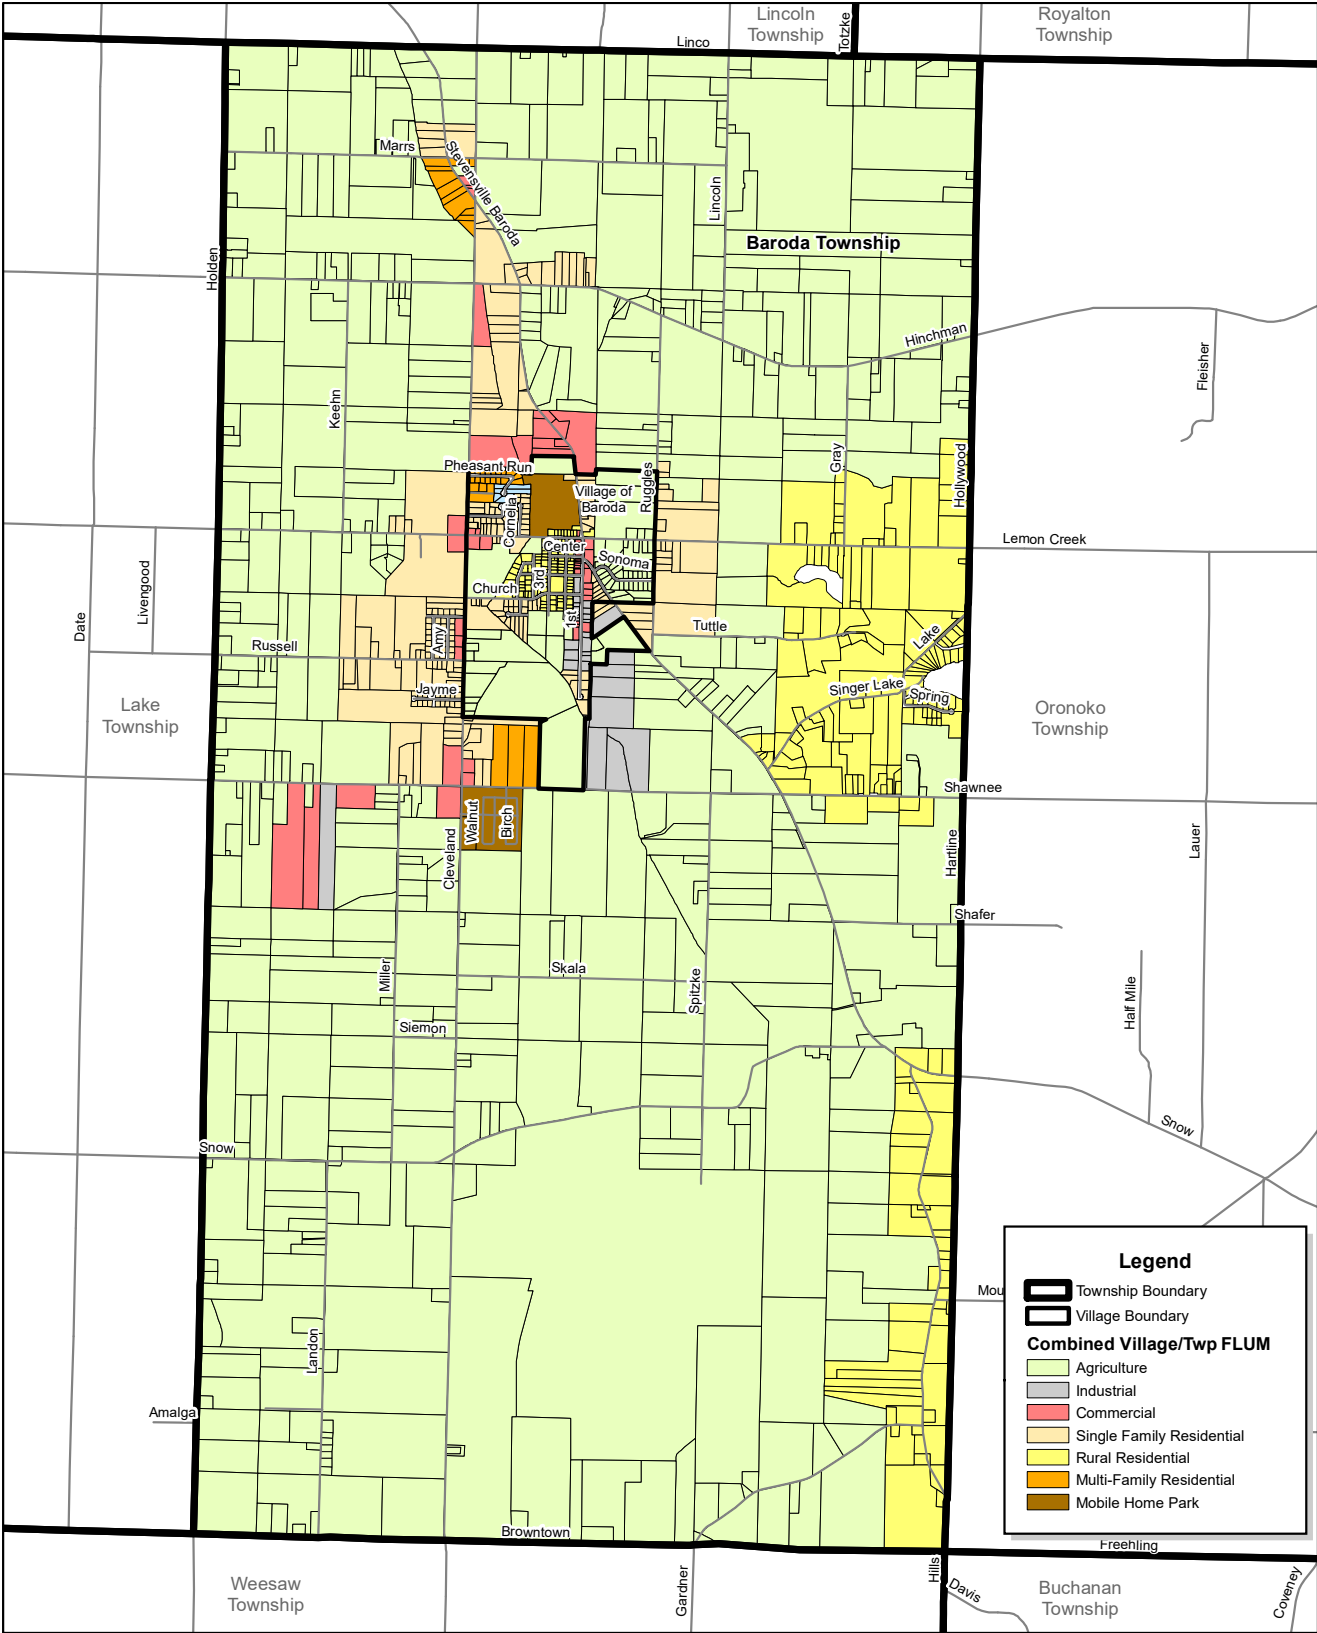 Lincoln
Township
Totzke
Royalton
Township
Linco
Marrs
Stevensville Baroda
Lincoln
Baroda Township
Holden
Hinchman
Fleisher
Keehn
Gray
Hollywood
Pheasant Run
Ruggles
Village of
Baroda
Cornelia
Lemon Creek
Center
Sonoma
Livengood
Date
Church
3rd
1st
Tuttle
Lake
Russell
Amy
Jayme
Singer Lake
Spring
Lake
Township
Oronoko
Township
Shawnee
Walnut
Birch
Cleveland
Hartline
Lauer
Shafer
Miller
Skala
Spitzke
Half Mile
Siemon
Snow
Snow
Landon
Amalga
Mou
Legend
Township Boundary
Village Boundary
Combined Village/Twp FLUM
Agriculture
Industrial
Commercial
Single Family Residential
Rural Residential
Multi-Family Residential
Mobile Home Park
Browntown
Freehling
Weesaw
Township
Gardner
Hills
Davis
Buchanan
Township
Coveney